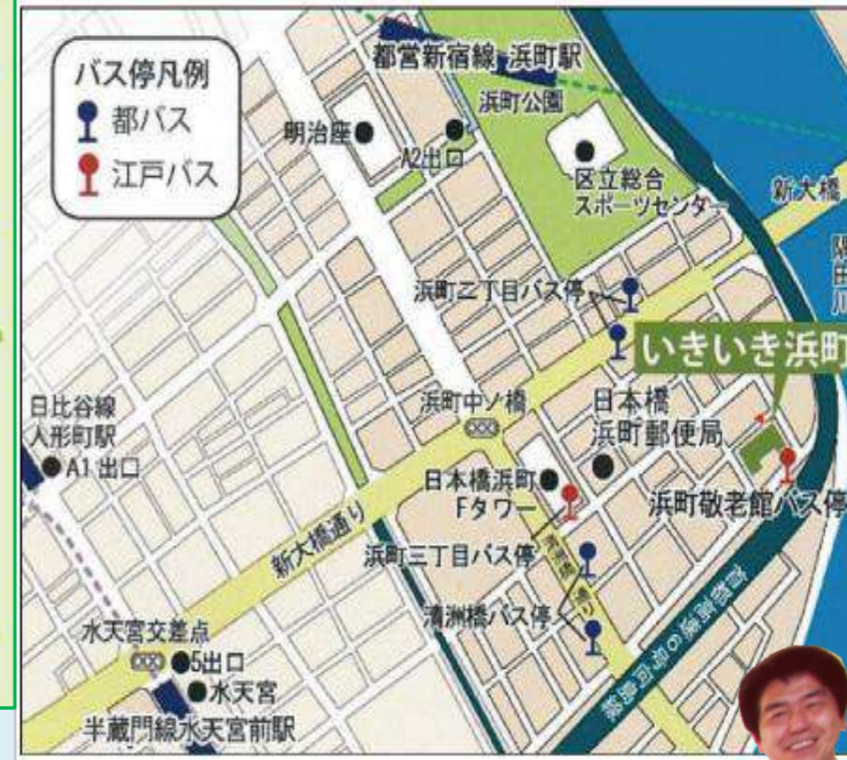 バス停凡例
都バス
江戸バス
都営新宿線 浜町駅
浜町公園
明治座
A2出口
区立総合
スポーツセンター
新大橋
隅田川
浜町二丁目バス停
いきいき浜町
日比谷線
人形町駅
A1 出口
浜町中ノ橋
日本橋
浜町郵便局
日本橋浜町
Fタワー
浜町敬老館バス停
新大橋通り
浜町三丁目バス停
清洲橋通り
清洲橋バス停
首都高速6号向島線
水天宮交差点
5出口
水天宮
半蔵門線水天宮前駅